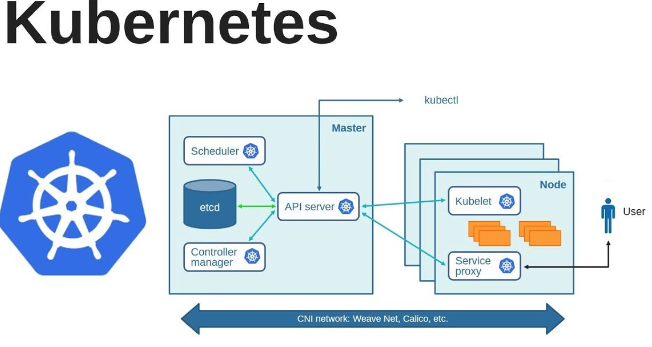 Kubernetes
kubectl
Master
Scheduler
etcd
API server
Controller
manager
Node
Kubelet
Service
proxy
User
CNI network: Weave Net, Calico, etc.